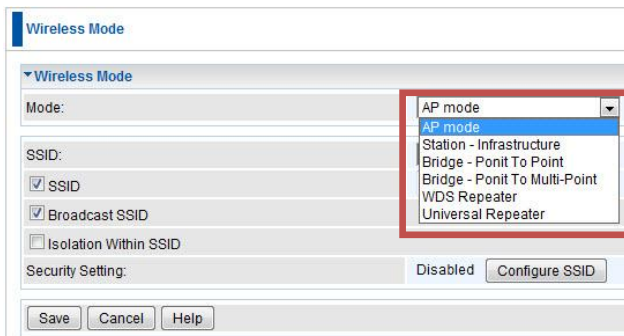 Wireless Mode
Wireless Mode
Mode: AP mode
AP mode
Station - Infrastructure
SSID: Bridge - Ponit To Point
SSID Bridge - Ponit To Multi-Point
WDS Repeater
Broadcast SSID Universal Repeater
Isolation Within SSID
Security Setting: Disabled Configure SSID
Save Cancel Help